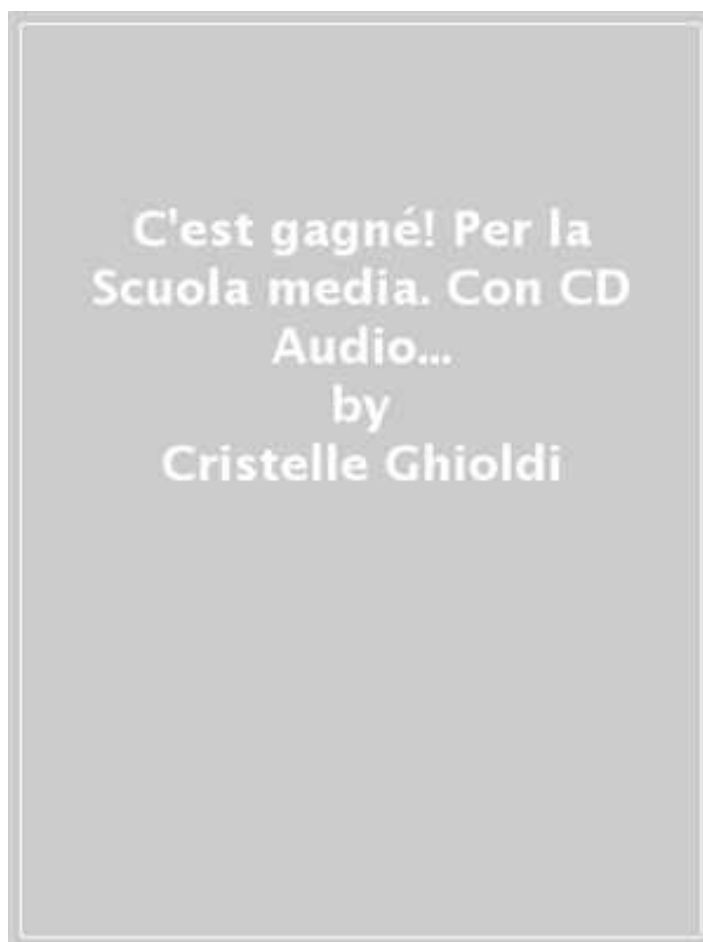 C'est gagné! Per la
Scuola media. Con CD
Audio...
by
Cristelle Ghioldi